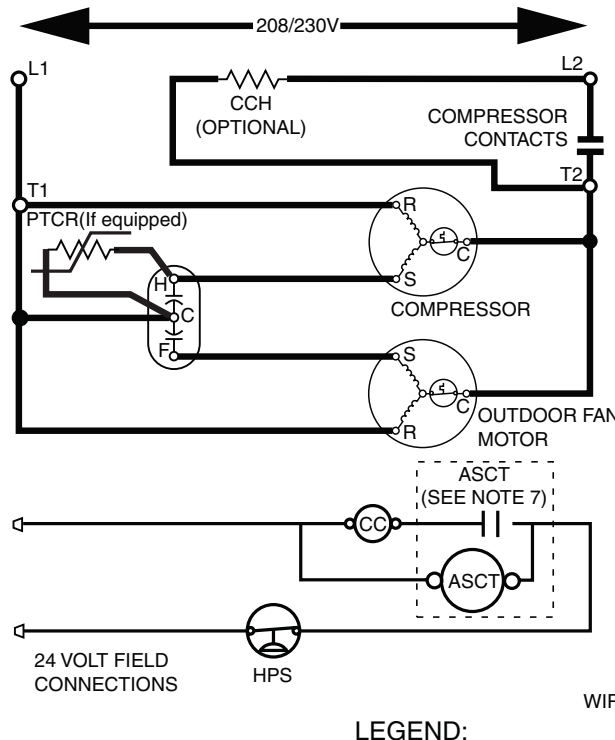 208/230V
L1
L2
CCH
(OPTIONAL)
COMPRESSOR
CONTACTS
T1
T2
PTCR(If equipped)
R
H
C
S
C
COMPRESSOR
F
S
C
R
OUTDOOR FAN
MOTOR
ASCT
(SEE NOTE 7)
CC
ASCT
24 VOLT FIELD
CONNECTIONS
HPS
WIR
LEGEND: